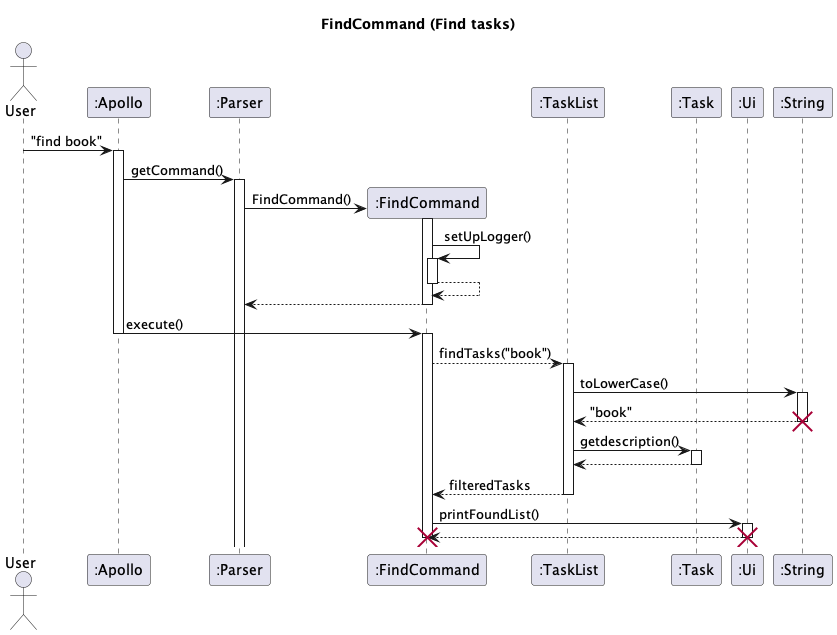 FindCommand (Find tasks)
User
:Apollo
:Parser
:TaskList
:Task
:Ui
:String
"find book"
getCommand()
FindCommand()
:FindCommand
setUpLogger()
execute()
findTasks("book")
toLowerCase()
"book"
getdescription()
filteredTasks
printFoundList()
User
:Apollo
:Parser
:FindCommand
:TaskList
:Task
:Ui
:String